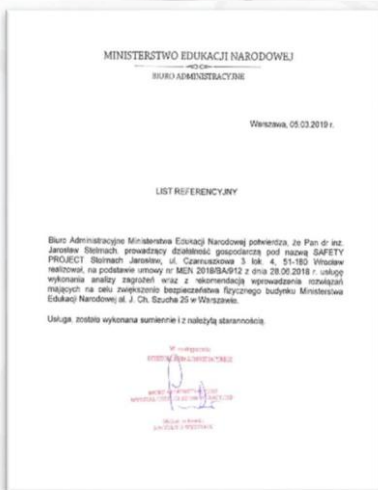 MINISTERSTWO EDUKACJI NARODOWEJ
BIURO ADMINISTRACYJNE
Warszawa, 05.03.2019 r.
LIST REFERENCYJNY
Biuro Administracyjne Ministerstwa Edukacji Narodowej potwierdza, że Pan dr inż.
Jarosław Stelmach, prowadzący działalność gospodarczą pod nazwą SAFETY
PROJECT Stelmach Jarosław, ul. Czarnuszkowa 3 lok. 4, 51-180 Wrocław
realizował, na podstawie umowy nr MEN 2018/BA/912 z dnia 28.06.2018 r. usługę
wykonania analizy zagrożeń wraz z rekomendacją wprowadzenia rozwiązań
mających na celu zwiększenie bezpieczeństwa fizycznego budynku Ministerstwa
Edukacji Narodowej al. J. Ch. Szucha 25 w Warszawie.
Usługa została wykonana sumiennie i z należytą starannością.